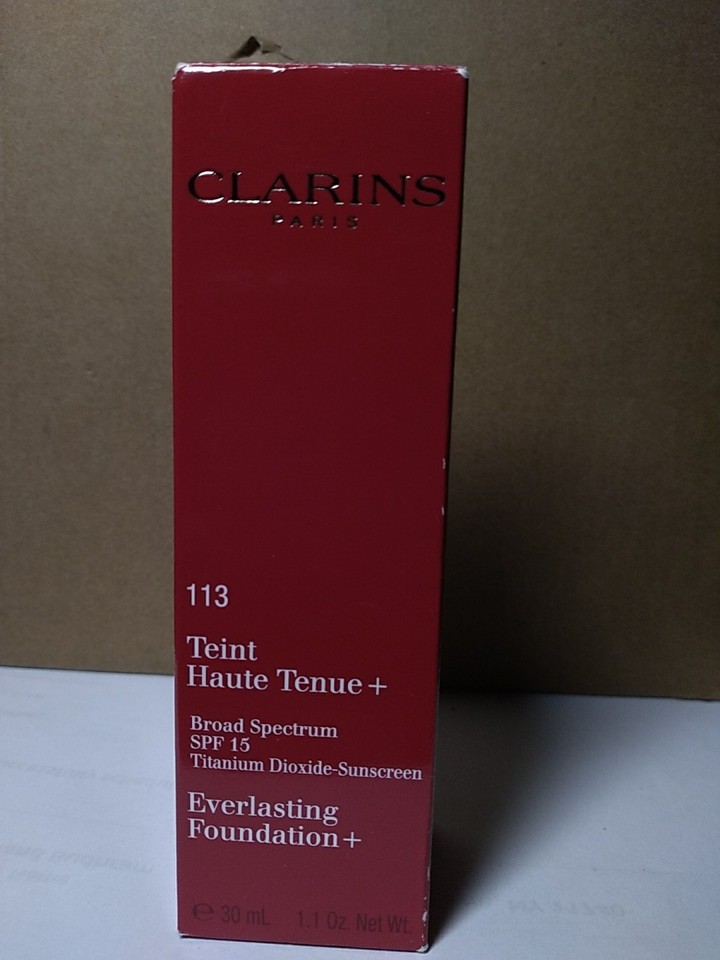 CLARINS
PARIS
113
Teint
Haute Tenue+
Broad Spectrum
SPF 15
Titanium Dioxide-Sunscreen
Everlasting
Foundation+
℮ 30 mL 1.1 Oz. Net Wt.